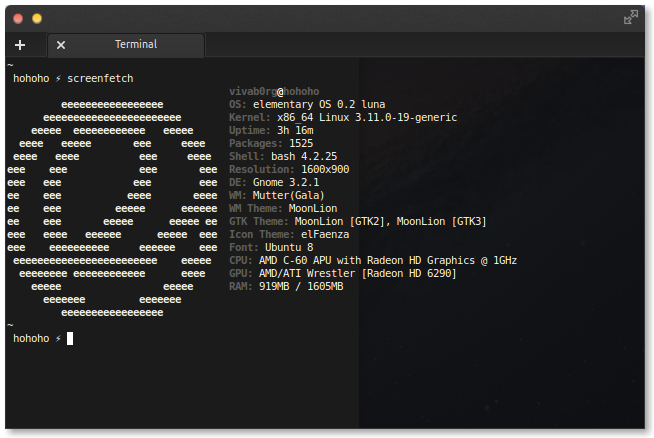 Terminal
~
hohoho ⚡ screenfetch
vivab0rg@hohoho
eeeeeeeeeeeeeeeee OS: elementary OS 0.2 luna
eeeeeeeeeeeeeeeeeeeeeee Kernel: x86_64 Linux 3.11.0-19-generic
eeeee eeeeeeeeeeee eeeee Uptime: 3h 16m
eeee eeeee eee eeee Packages: 1525
eeee eeee eee eeee Shell: bash 4.2.25
eee eee eee eee Resolution: 1600x900
eee eee eee eee DE: Gnome 3.2.1
ee eee eeee eeee WM: Mutter(Gala)
ee eee eeeee eeeeee WM Theme: MoonLion
ee eee eeeee eeeee ee GTK Theme: MoonLion [GTK2], MoonLion [GTK3]
eee eeee eeeeee eeeee eee Icon Theme: elFaenza
eee eeeeeeeeee eeeeee eee Font: Ubuntu 8
eeeeeeeeeeeeeeeeeeeeeeee eeeee CPU: AMD C-60 APU with Radeon HD Graphics @ 1GHz
eeeeeeee eeeeeeeeeeee eeee GPU: AMD/ATI Wrestler [Radeon HD 6290]
eeeee eeeee RAM: 919MB / 1605MB
eeeeeee eeeeeee
eeeeeeeeeeeeeeeee
~
hohoho ⚡